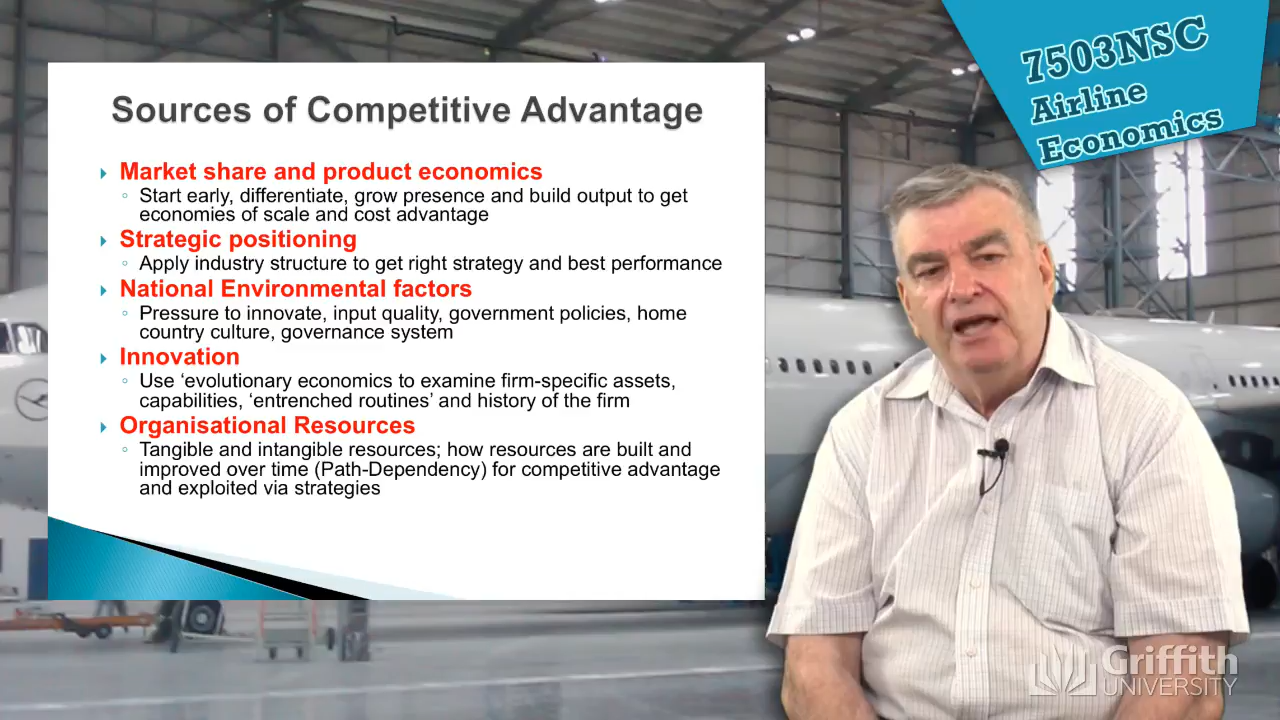 7503NSC
Airline
Economics
Sources of Competitive Advantage
Market share and product economics
Start early, differentiate, grow presence and build output to get
economies of scale and cost advantage
Strategic positioning
Apply industry structure to get right strategy and best performance
National Environmental factors
Pressure to innovate, input quality, government policies, home
country culture, governance system
Innovation
Use ‘evolutionary economics to examine firm-specific assets,
capabilities, ‘entrenched routines’ and history of the firm
Organisational Resources
Tangible and intangible resources; how resources are built and
improved over time (Path-Dependency) for competitive advantage
and exploited via strategies
Griffith
UNIVERSITY